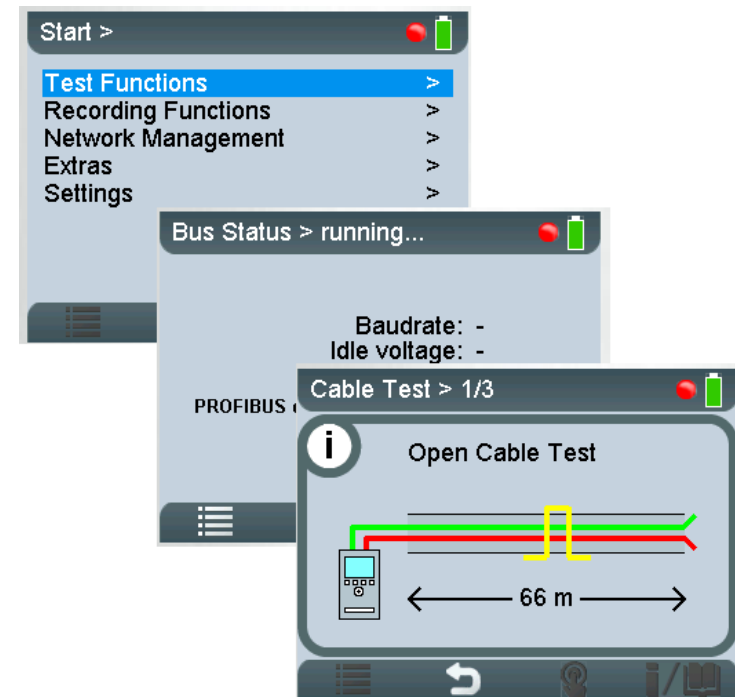 Start >
Test Functions >
Recording Functions >
Network Management >
Extras >
Settings >
Bus Status > running...
Baudrate: -
Idle voltage: -
PROFIBUS
Cable Test > 1/3
i
Open Cable Test
66 m
i/